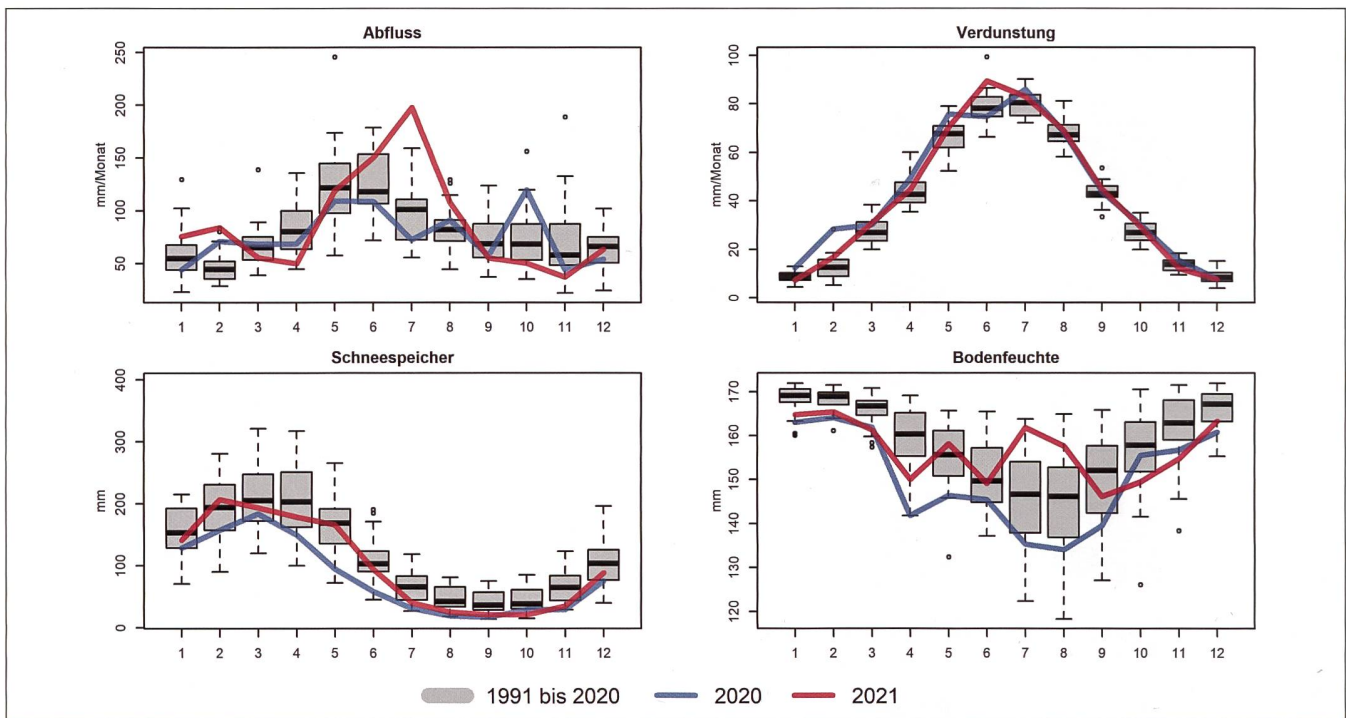 Abfluss
250
200
150
100
50
mm/Monat
1 2 3 4 5 6 7 8 9 10 11 12
Verdunstung
100
80
60
40
20
0
mm/Monat
1 2 3 4 5 6 7 8 9 10 11 12
Schneespeicher
400
300
200
100
0
mm
1 2 3 4 5 6 7 8 9 10 11 12
Bodenfeuchte
170
160
150
140
130
120
mm
1 2 3 4 5 6 7 8 9 10 11 12
1991 bis 2020 2020 2021